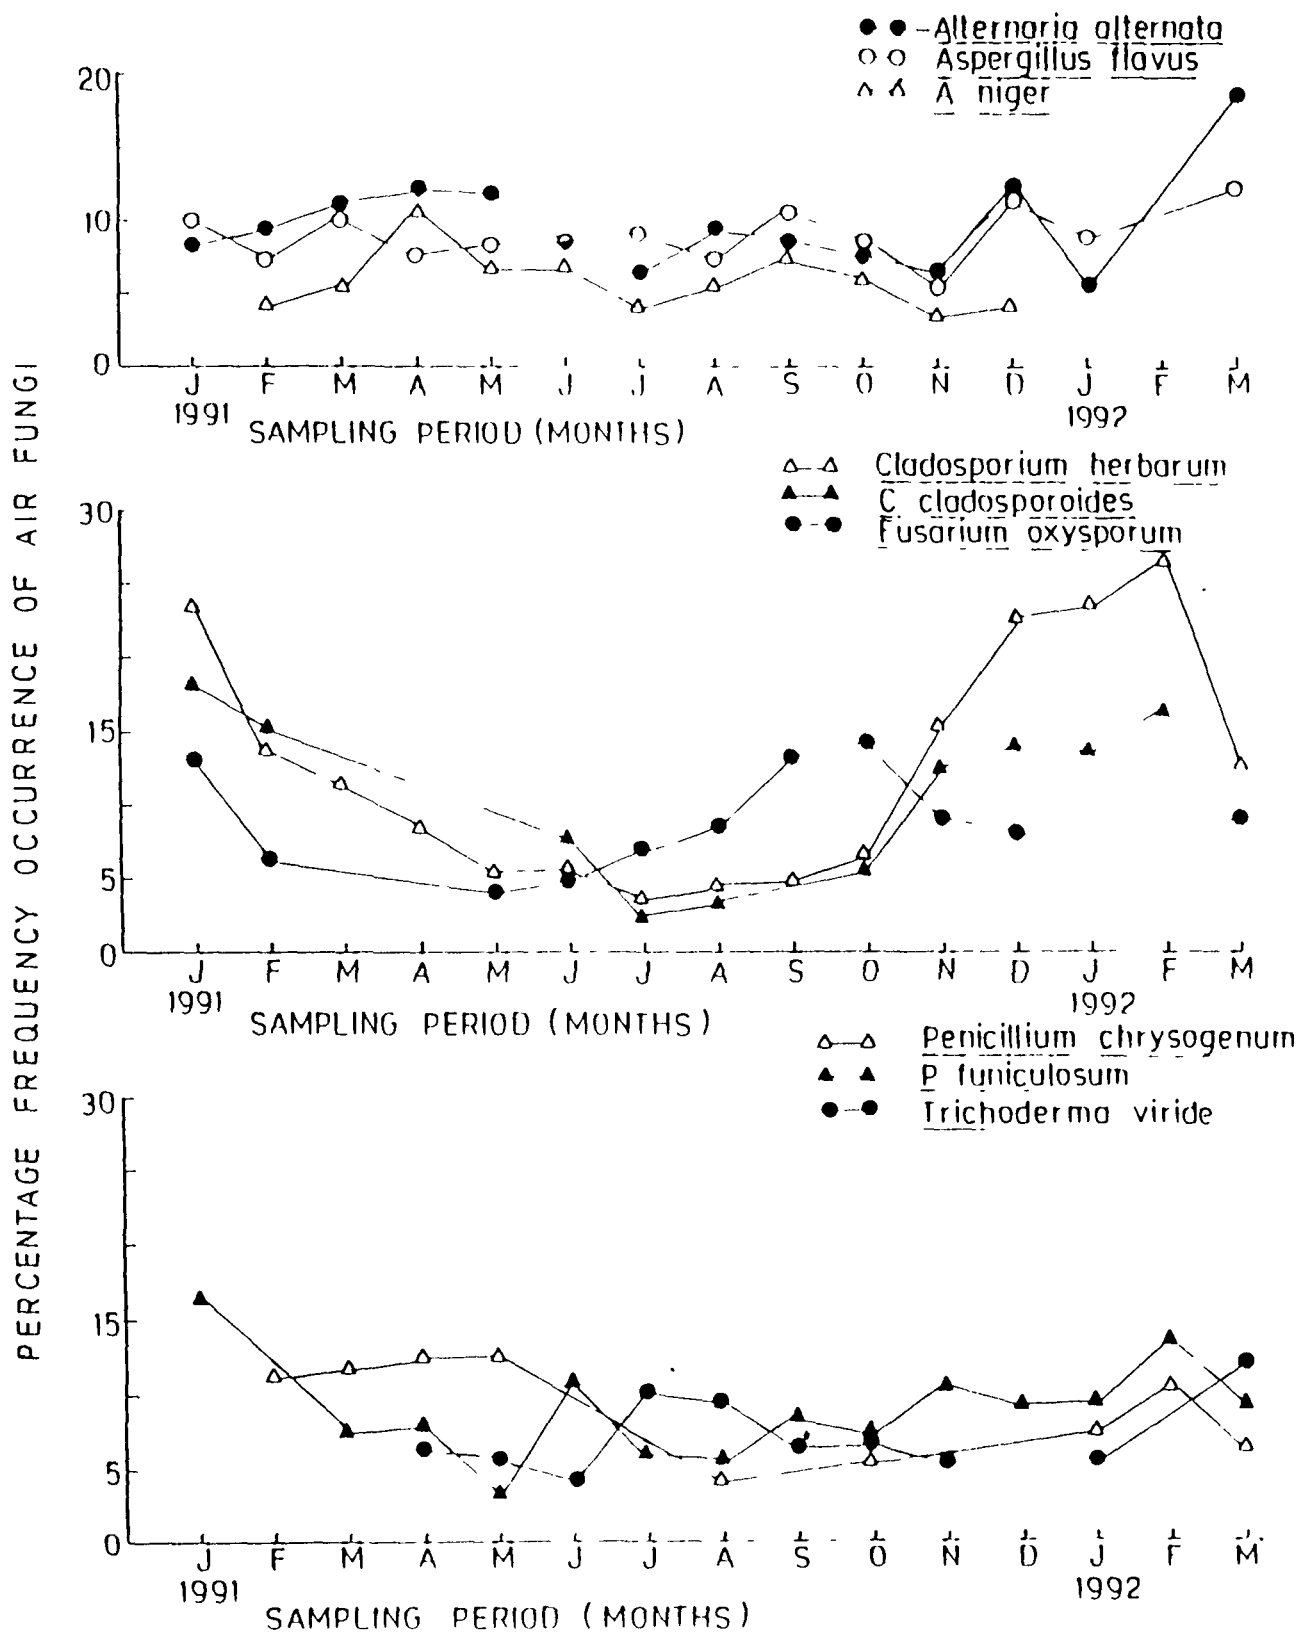 Alternaria alternata
Aspergillus flavus
A niger
20
10
0
J F M A M J J A S O N D J F M
1991 1992
SAMPLING PERIOD (MONTHS)
PERCENTAGE FREQUENCY OCCURRENCE OF AIR FUNGI
Cladosporium herbarum
C. cladosporoides
Fusarium oxysporum
30
15
5
0
J F M A M J J A S O N D J F M
1991 1992
SAMPLING PERIOD (MONTHS)
Penicillium chrysogenum
P funiculosum
Trichoderma viride
30
15
5
0
J F M A M J J A S O N D J F M
1991 1992
SAMPLING PERIOD (MONTHS)